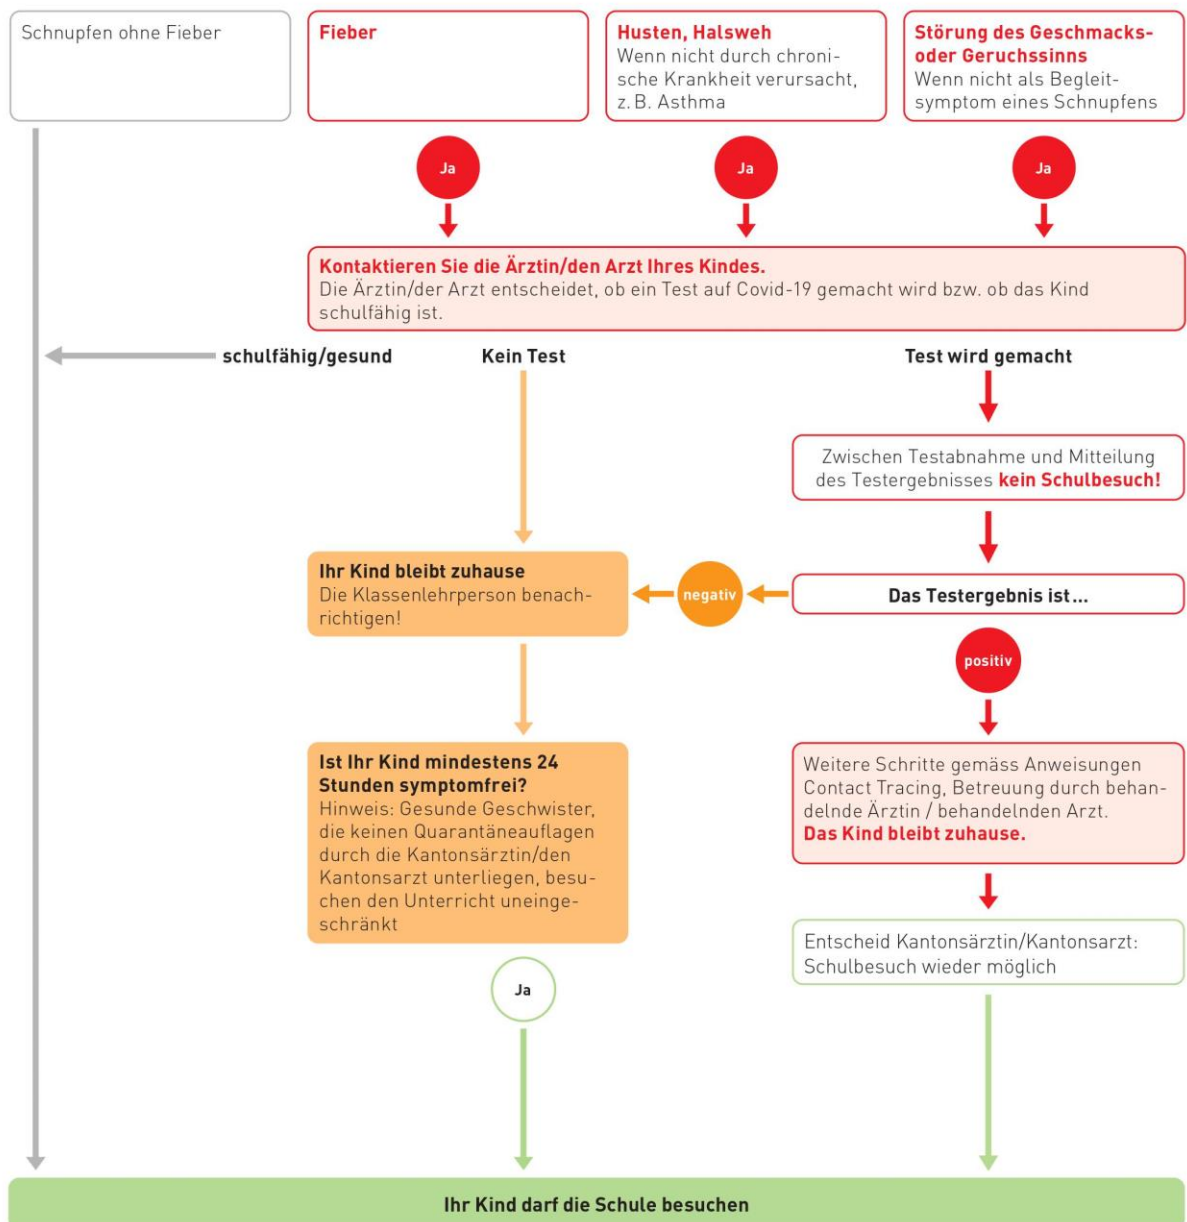 Schnupfen ohne Fieber
Fieber
Husten, Halsweh
Wenn nicht durch chroni-
sche Krankheit verursacht,
z. B. Asthma
Störung des Geschmacks-
oder Geruchssinns
Wenn nicht als Begleit-
symptom eines Schnupfens
Ja
Ja
Ja
Kontaktieren Sie die Ärztin/den Arzt Ihres Kindes.
Die Ärztin/der Arzt entscheidet, ob ein Test auf Covid-19 gemacht wird bzw. ob das Kind
schulfähig ist.
schulfähig/gesund
Kein Test
Test wird gemacht
Zwischen Testabnahme und Mitteilung
des Testergebnisses kein Schulbesuch!
Ihr Kind bleibt zuhause
Die Klassenlehrperson benach-
richtigen!
negativ
Das Testergebnis ist...
positiv
Ist Ihr Kind mindestens 24
Stunden symptomfrei?
Hinweis: Gesunde Geschwister,
die keinen Quarantäneauflagen
durch die Kantonsärztin/den
Kantonsarzt unterliegen, besu-
chen den Unterricht uneinge-
schränkt
Weitere Schritte gemäss Anweisungen
Contact Tracing, Betreuung durch behan-
delnde Ärztin / behandelnden Arzt.
Das Kind bleibt zuhause.
Entscheid Kantonsärztin/Kantonsarzt:
Schulbesuch wieder möglich
Ja
Ihr Kind darf die Schule besuchen